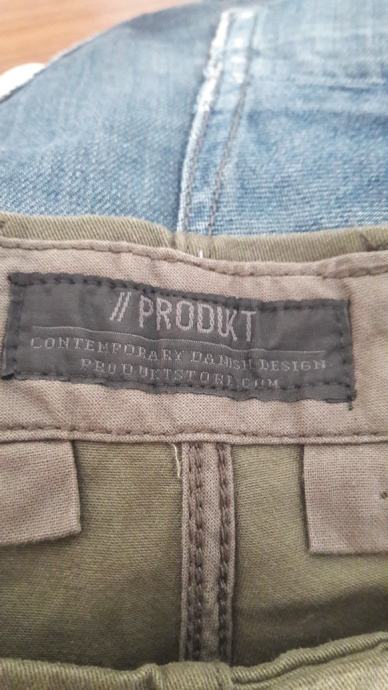 // PRODUKT
CONTEMPORARY DANISH DESIGN
PRODUKTSTORE.COM